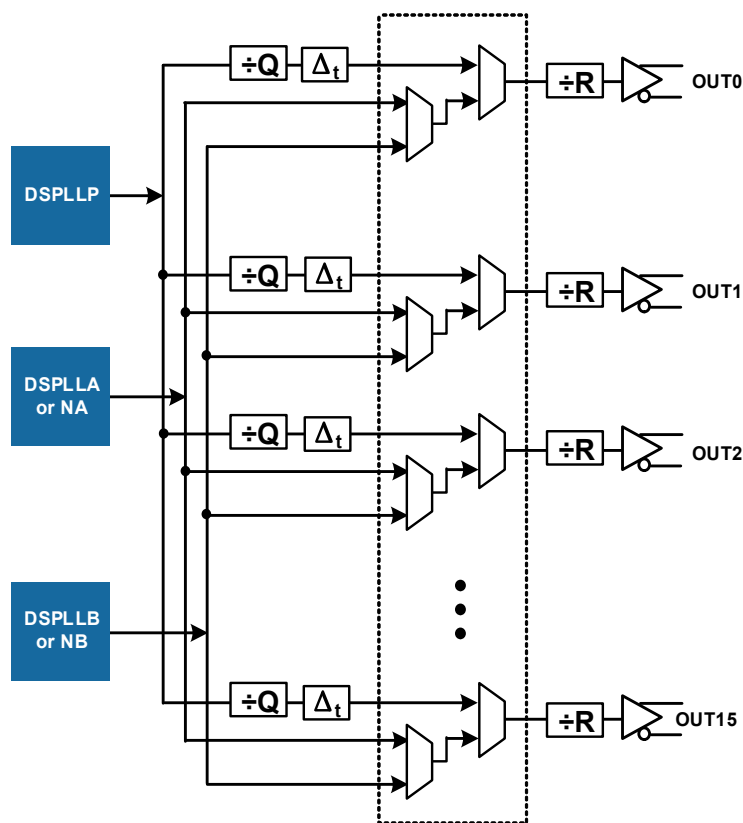 ÷Q Δt ÷R OUT0
DSPLLP
÷Q Δt ÷R OUT1
DSPLLA
or NA
÷Q Δt ÷R OUT2
DSPLLB
or NB
÷Q Δt ÷R OUT15